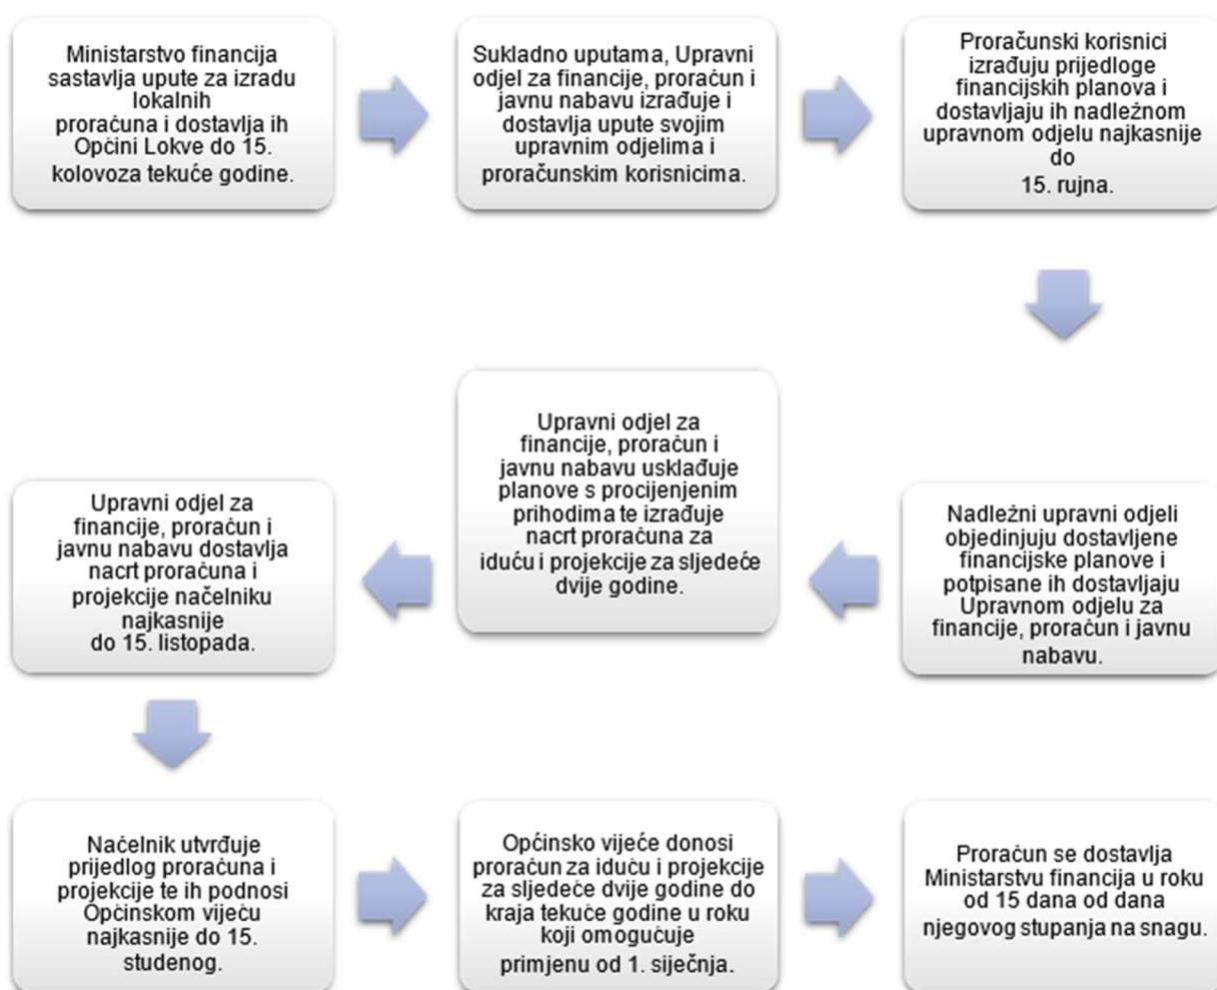 Ministarstvo financija
sastavlja upute za izradu
lokalnih
proračuna i dostavlja ih
Općini Lokve do 15.
kolovoza tekuće godine.
Sukladno uputama, Upravni
odjel za financije, proračun i
javnu nabavu izrađuje i
dostavlja upute svojim
upravnim odjelima i
proračunskim korisnicima.
Proračunski korisnici
izrađuju prijedloge
financijskih planova i
dostavljaju ih nadležnom
upravnom odjelu najkasnije
do
15. rujna.
Nadležni upravni odjeli
objedinjuju dostavljene
financijske planove i
potpisane ih dostavljaju
Upravnom odjelu za
financije, proračun i javnu
nabavu.
Upravni odjel za
financije, proračun i
javnu nabavu usklađuje
planove s procijenjenim
prihodima te izrađuje
nacrt proračuna za
iduću i projekcije za sljedeće
dvije godine.
Upravni odjel za
financije, proračun i
javnu nabavu dostavlja
nacrt proračuna i
projekcije načelniku
najkasnije
do 15. listopada.
Načelnik utvrđuje
prijedlog proračuna i
projekcije te ih podnosi
Općinskom vijeću
najkasnije do 15.
studenog.
Općinsko vijeće donosi
proračun za iduću i projekcije
za sljedeće dvije godine do
kraja tekuće godine u roku
koji omogućuje
primjenu od 1. siječnja.
Proračun se dostavlja
Ministarstvu financija u roku
od 15 dana od dana
njegovog stupanja na snagu.